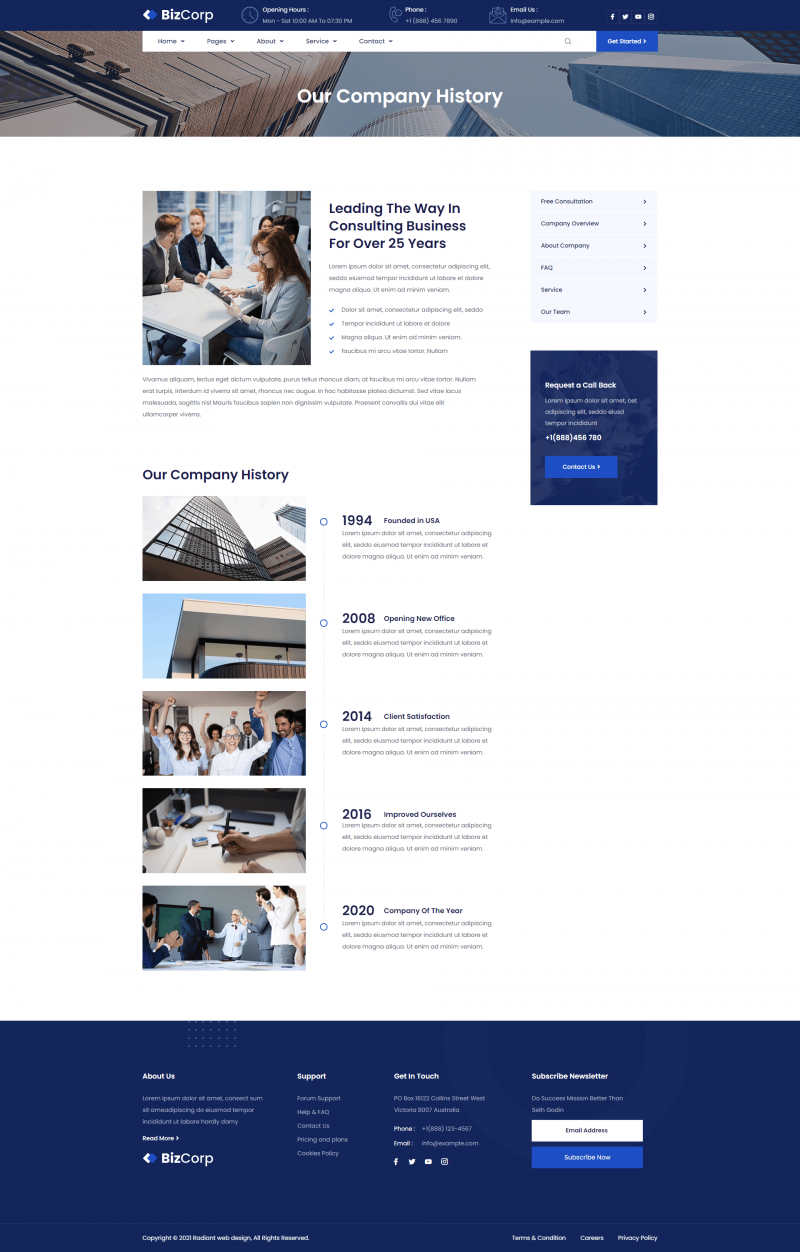 BizCorp
Opening Hours :
Mon - Sat 10:00 AM To 07:30 PM
Phone :
+1 (888) 456 7890
Email Us :
Info@example.com
Home
Pages
About
Service
Contact
Get Started
Our Company History
Leading The Way In
Consulting Business
For Over 25 Years
Lorem ipsum dolor sit amet, consectetur adipiscing elit,
seddo eiusmod tempor incididunt ut labore et dolore
magna aliqua. Ut enim ad minim veniam.
Dolor sit amet, consectetur adipiscing elit, seddo
Tempor incididunt ut labore et dolore
Magna aliqua. Ut enim ad minim veniam.
faucibus mi arcu vitae tortor. Nullam
Vivamus aliquam, lectus eget dictum vulputate, purus tellus rhoncus diam, at faucibus mi arcu vitae tortor. Nullam
erat turpis, interdum id viverra sit amet, rhoncus nec augue. In hac habitasse platea dictumst. Sed vitae lacus
malesuada, sagittis nisl Mauris faucibus sapien non dignissim vulputate. Praesent convallis dui vitae elit
ullamcorper viverra.
Free Consultation
Company Overview
About Company
FAQ
Service
Our Team
Request a Call Back
Lorem ipsum dolor sit amet, cet
adipiscing elit, seddo eiusd
tempor incididunt
+1(888)456 780
Contact Us
Our Company History
1994 Founded in USA
Lorem ipsum dolor sit amet, consectetur adipiscing
elit, seddo eiusmod tempor incididunt ut labore et
dolore magna aliqua. Ut enim ad minim veniam.
2008 Opening New Office
Lorem ipsum dolor sit amet, consectetur adipiscing
elit, seddo eiusmod tempor incididunt ut labore et
dolore magna aliqua. Ut enim ad minim veniam.
2014 Client Satisfaction
Lorem ipsum dolor sit amet, consectetur adipiscing
elit, seddo eiusmod tempor incididunt ut labore et
dolore magna aliqua. Ut enim ad minim veniam.
2016 Improved Ourselves
Lorem ipsum dolor sit amet, consectetur adipiscing
elit, seddo eiusmod tempor incididunt ut labore et
dolore magna aliqua. Ut enim ad minim veniam.
2020 Company Of The Year
Lorem ipsum dolor sit amet, consectetur adipiscing
elit, seddo eiusmod tempor incididunt ut labore et
dolore magna aliqua. Ut enim ad minim veniam.
About Us
Lorem ipsum dolor sit amet, consect sum
sit ameadipiscing do eiusmod tempor
incididunt ut labore hardly damy
Read More
BizCorp
Support
Forum Support
Help & FAQ
Contact Us
Pricing and plans
Cookies Policy
Get In Touch
PO Box 16122 Collins Street West
Victoria 8007 Australia
Phone : +1(888) 123-4567
Email : info@example.com
Subscribe Newsletter
Do Success Mission Better Than
Seth Godin
Email Address
Subscribe Now
Copyright © 2021 Radiant web design, All Rights Reserved.
Terms & Condition
Careers
Privacy Policy